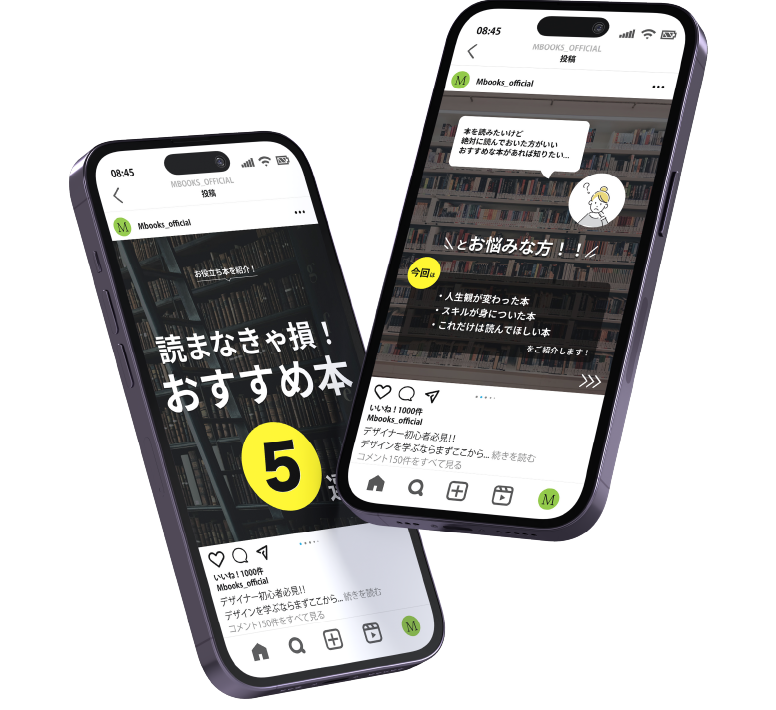 08:45
MBOOKS_OFFICIAL
投稿
M
Mbooks_official
お役立ち本を紹介！
読まなきゃ損！
おすすめ本
5
選
いいね！1000件
Mbooks_official
デザイナー初心者必見!!
デザインを学ぶならまずここから... 続きを読む
コメント150件をすべて見る
M
08:45
MBOOKS_OFFICIAL
投稿
M
Mbooks_official
本を読みたいけど
絶対に読んでおいた方がいい
おすすめな本があれば知りたい...
とお悩みな方！！
今回は
・人生観が変わった本
・スキルが身についた本
・これだけは読んでほしい本
をご紹介します！
いいね！1000件
Mbooks_official
デザイナー初心者必見!!
デザインを学ぶならまずここから... 続きを読む
コメント150件をすべて見る
M